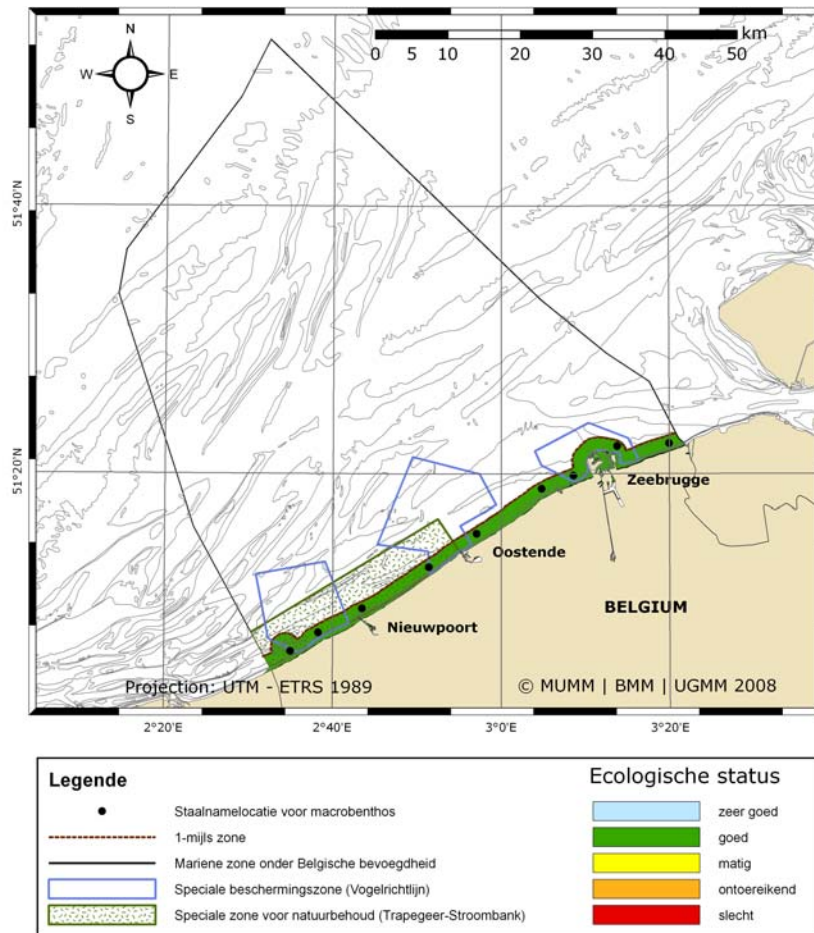 N
W E
S
0 5 10 20 30 40 50
km
51°40'N
51°20'N
Zeebrugge
Oostende
BELGIUM
Nieuwpoort
Projection: UTM - ETRS 1989
© MUMM | BMM | UGMM 2008
2°20'E 2°40'E 3°0'E 3°20'E
Legende
Staalnamelocatie voor macrobenthos
1-mijls zone
Mariene zone onder Belgische bevoegdheid
Speciale beschermingszone (Vogelrichtlijn)
Speciale zone voor natuurbehoud (Trapegeer-Stroombank)
Ecologische status
zeer goed
goed
matig
ontoereikend
slecht